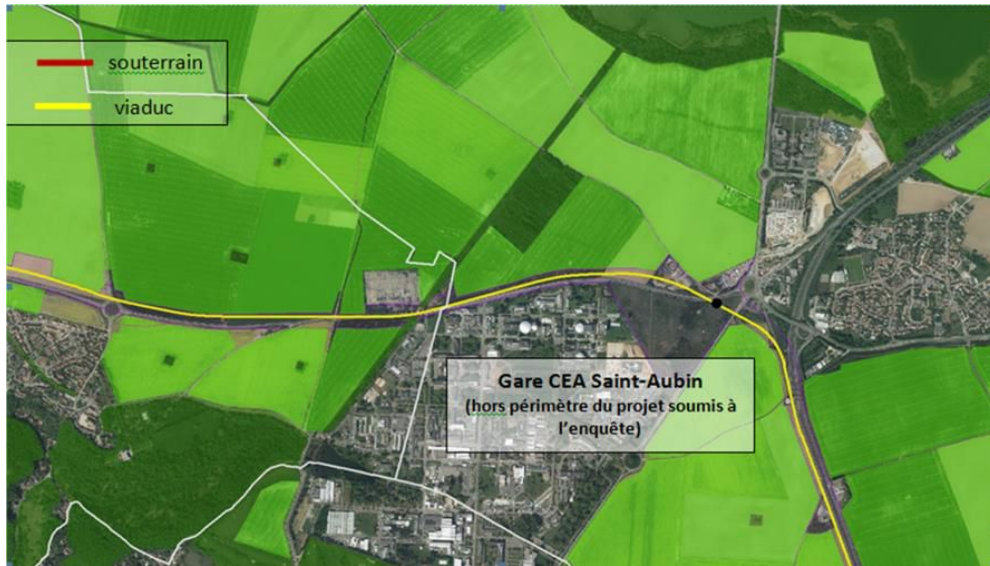 souterrain
viaduc
Gare CEA Saint-Aubin
(hors périmètre du projet soumis à
l'enquête)